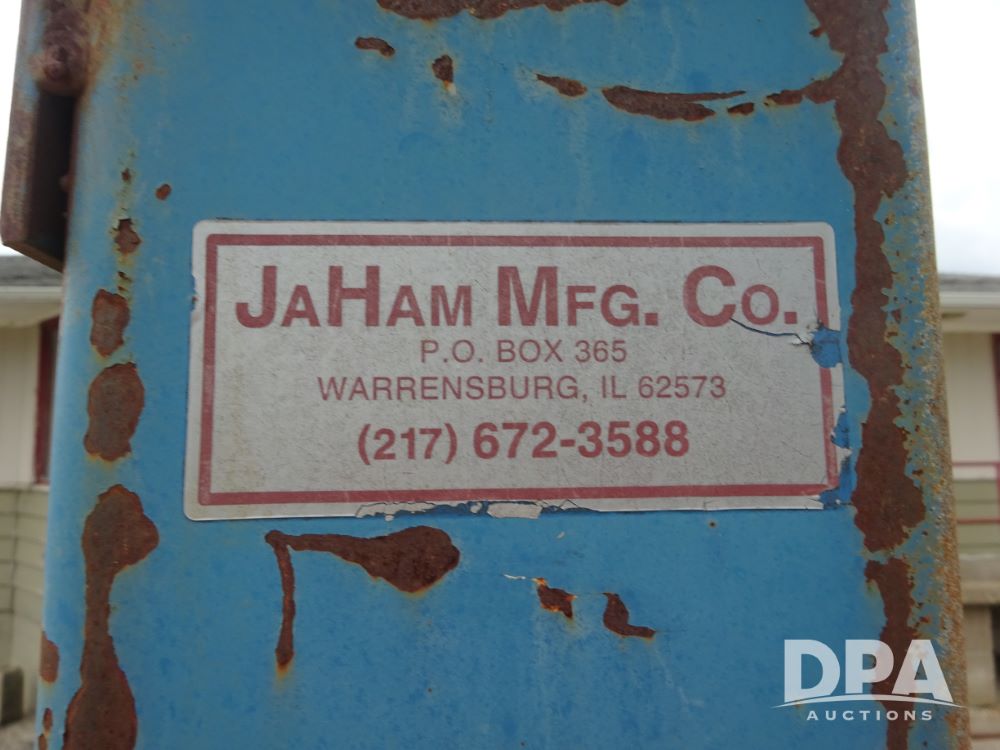 JAHAM MFG. CO.
P.O. BOX 365
WARRENSBURG, IL 62573
(217) 672-3588
DPA
AUCTIONS